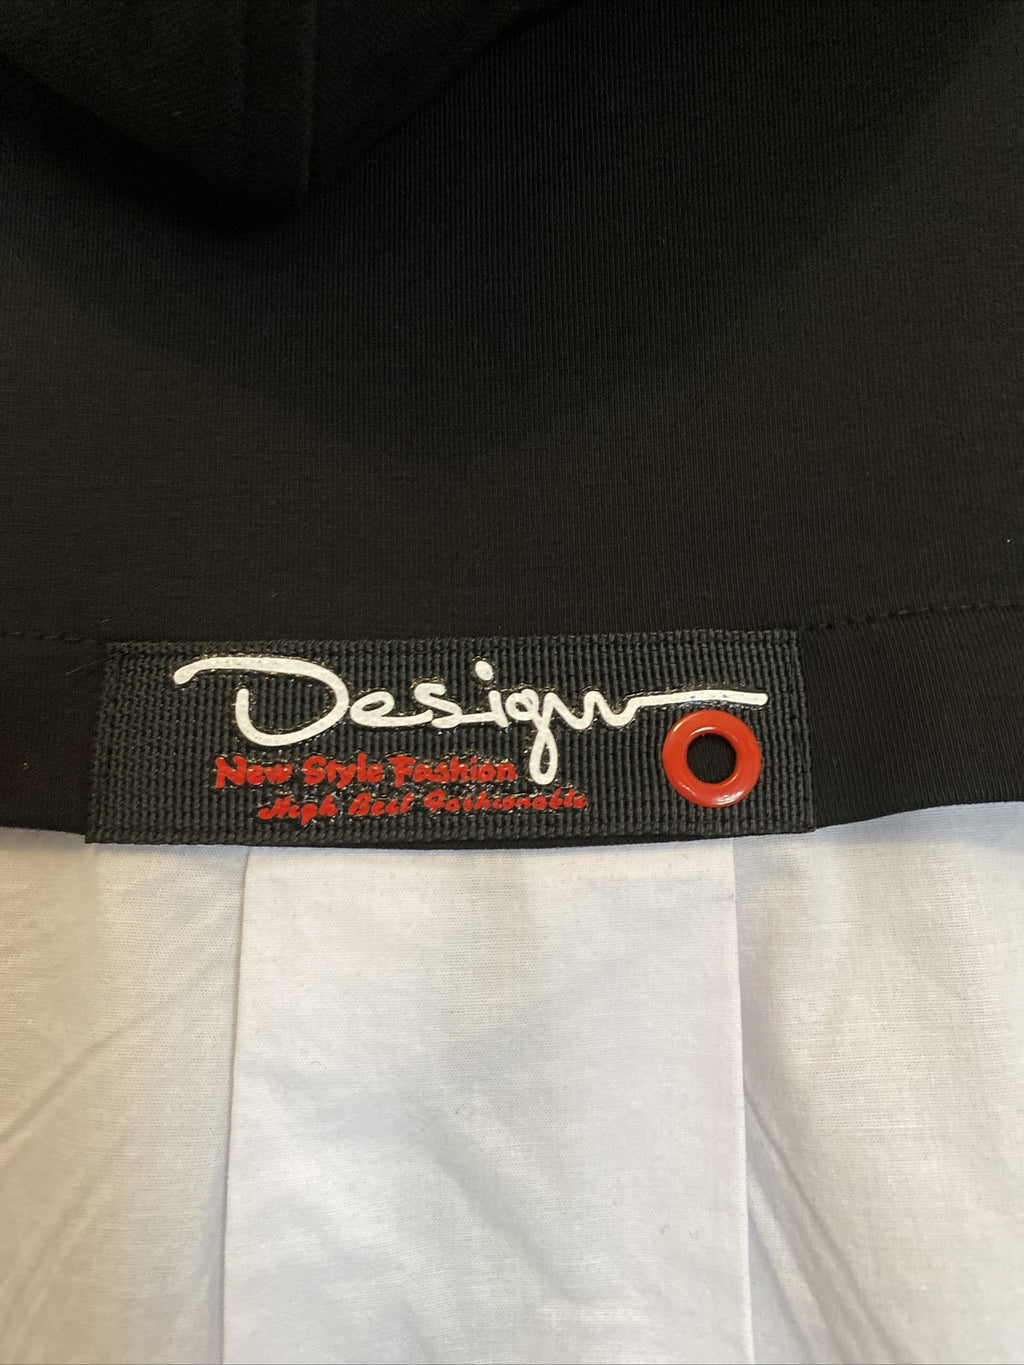 Design
New Style Fashion
High Best Fashionable